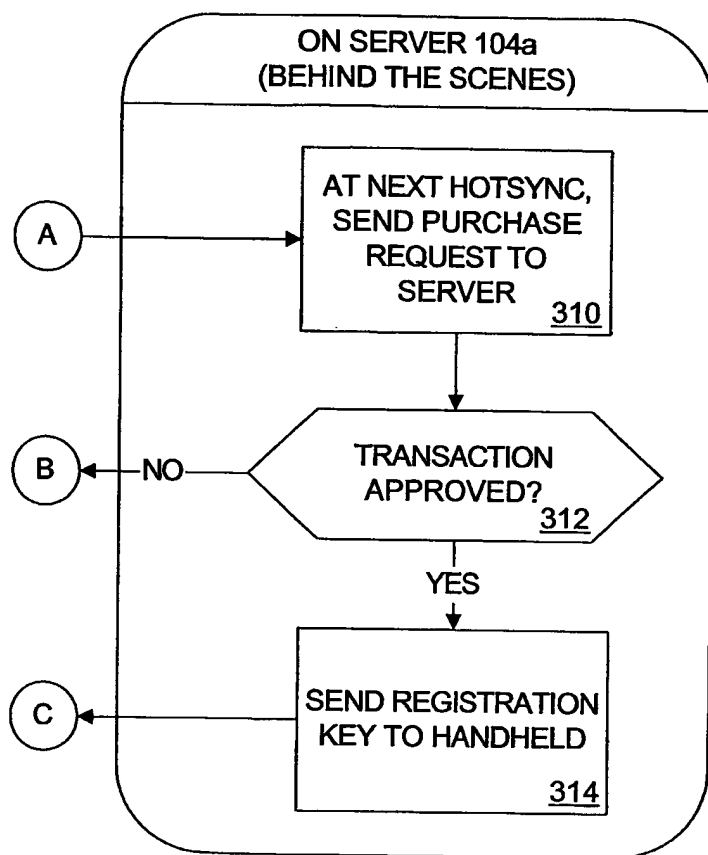 ON SERVER 104a
(BEHIND THE SCENES)
A
AT NEXT HOTSYNC,
SEND PURCHASE
REQUEST TO
SERVER
310
B
NO
TRANSACTION
APPROVED?
312
YES
C
SEND REGISTRATION
KEY TO HANDHELD
314